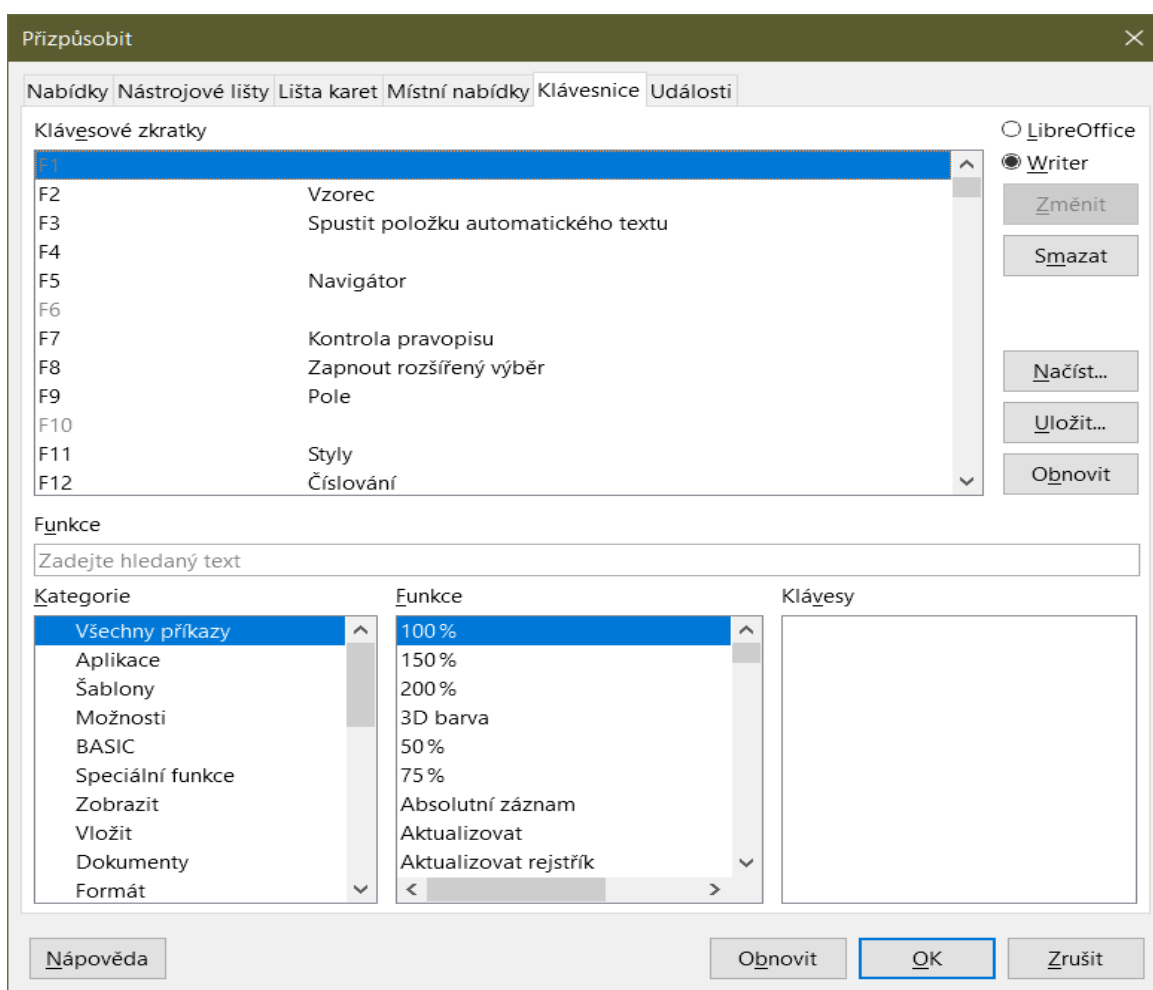 Přizpůsobit
Nabídky Nástrojové lišty Lišta karet Místní nabídky Klávesnice Události
Klávesové zkratky
F1
F2 Vzorec
F3 Spustit položku automatického textu
F4
F5 Navigátor
F6
F7 Kontrola pravopisu
F8 Zapnout rozšířený výběr
F9 Pole
F10
F11 Styly
F12 Číslování
LibreOffice
Writer
Změnit
Smazat
Načíst...
Uložit...
Obnovit
Funkce
Zadejte hledaný text
Kategorie
Všechny příkazy
Aplikace
Šablony
Možnosti
BASIC
Speciální funkce
Zobrazit
Vložit
Dokumenty
Formát
Funkce
100 %
150 %
200 %
3D barva
50 %
75 %
Absolutní záznam
Aktualizovat
Aktualizovat rejstřík
Klávesy
Nápověda
Obnovit
OK
Zrušit